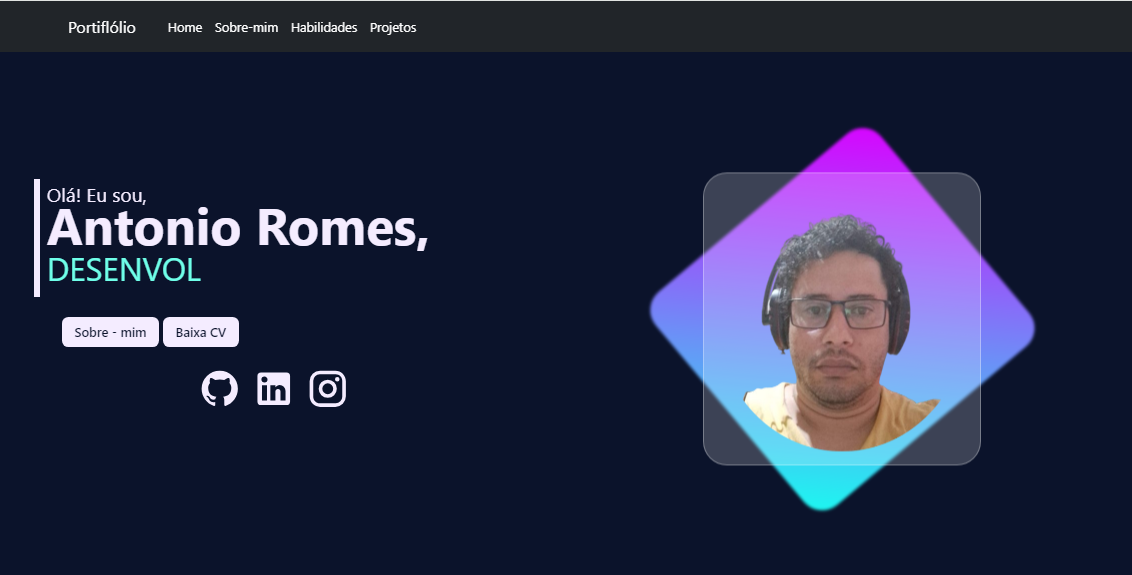 Portiflólio Home Sobre-mim Habilidades Projetos
Olá! Eu sou,
Antonio Romes,
DESENVOL
Sobre - mim Baixa CV